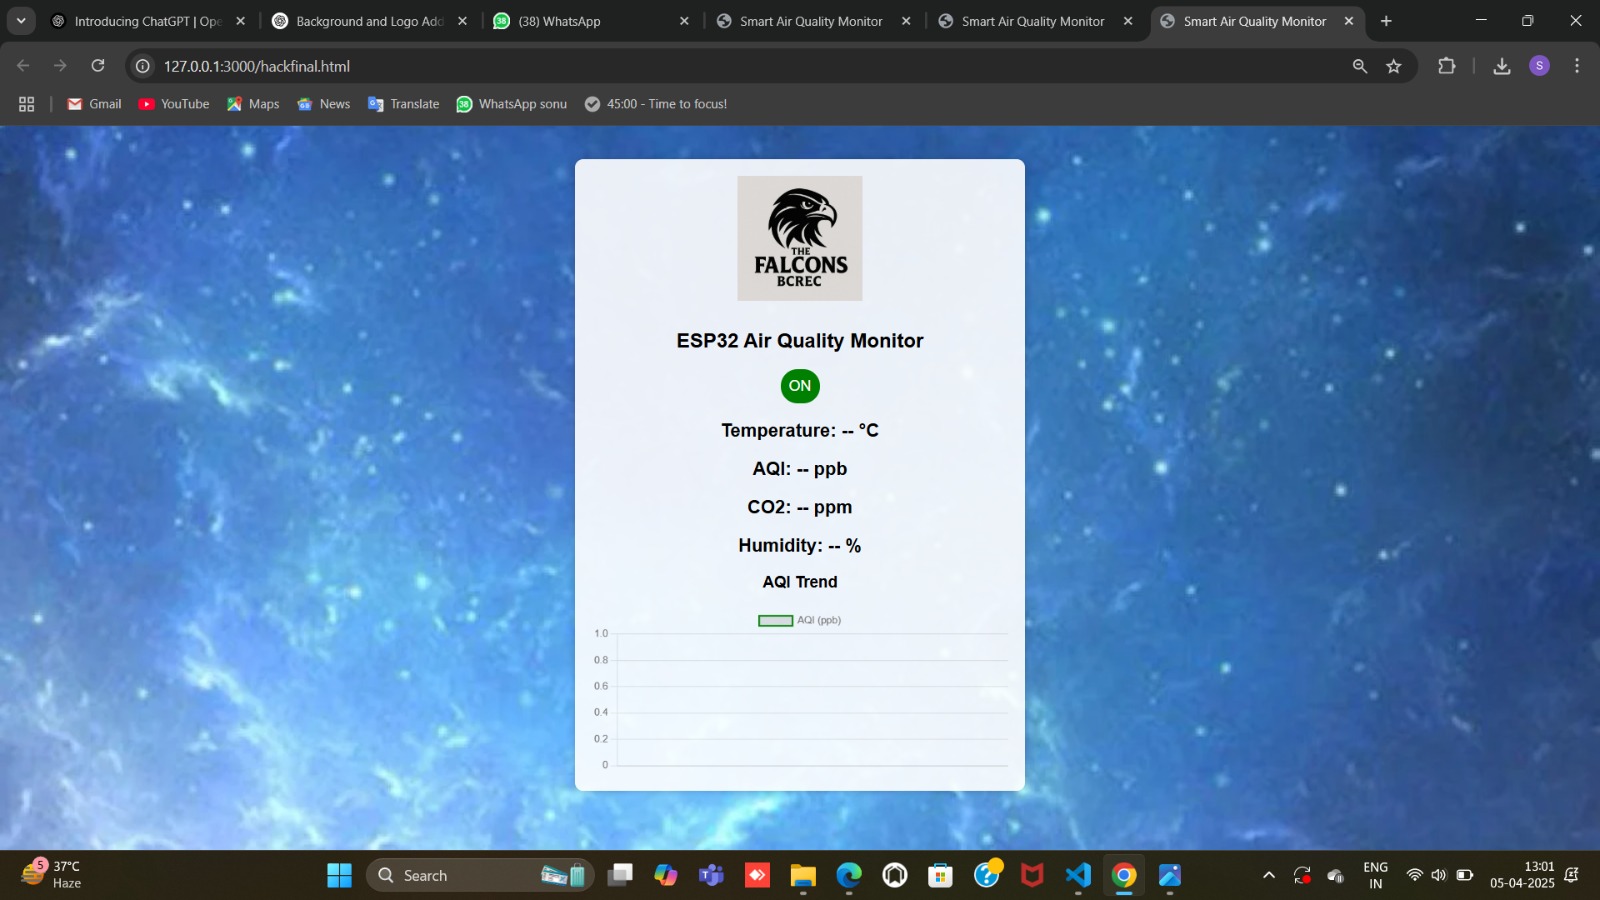 Introducing ChatGPT | Ope
Background and Logo Add
38
(38) WhatsApp
Smart Air Quality Monitor
Smart Air Quality Monitor
Smart Air Quality Monitor
127.0.0.1:3000/hackfinal.html
S
Gmail
YouTube
Maps
News
Translate
38
WhatsApp sonu
45:00 - Time to focus!
THE
FALCONS
BCREC
ESP32 Air Quality Monitor
ON
Temperature: -- °C
AQI: -- ppb
CO2: -- ppm
Humidity: -- %
AQI Trend
AQI (ppb)
1.0
0.8
0.6
0.4
0.2
0
5
37°C
Haze
Search
ENG
IN
13:01
05-04-2025